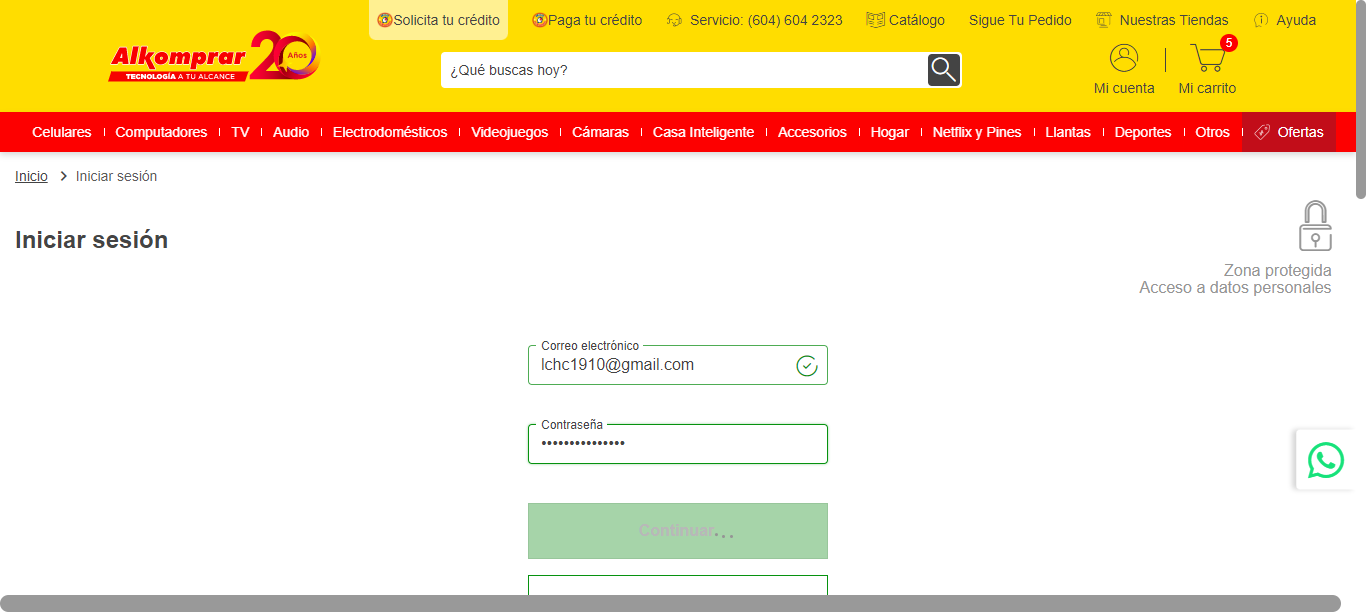 Solicita tu crédito
Paga tu crédito
Servicio: (604) 604 2323
Catálogo
Sigue Tu Pedido
Nuestras Tiendas
Ayuda
Alkomprar 20 Años
TECNOLOGÍA A TU ALCANCE
¿Qué buscas hoy?
5
Mi cuenta
Mi carrito
Celulares
Computadores
TV
Audio
Electrodomésticos
Videojuegos
Cámaras
Casa Inteligente
Accesorios
Hogar
Netflix y Pines
Llantas
Deportes
Otros
Ofertas
Inicio > Iniciar sesión
Iniciar sesión
Zona protegida
Acceso a datos personales
Correo electrónico
lchc1910@gmail.com
Contraseña
•••••••••••••••
Continuar...